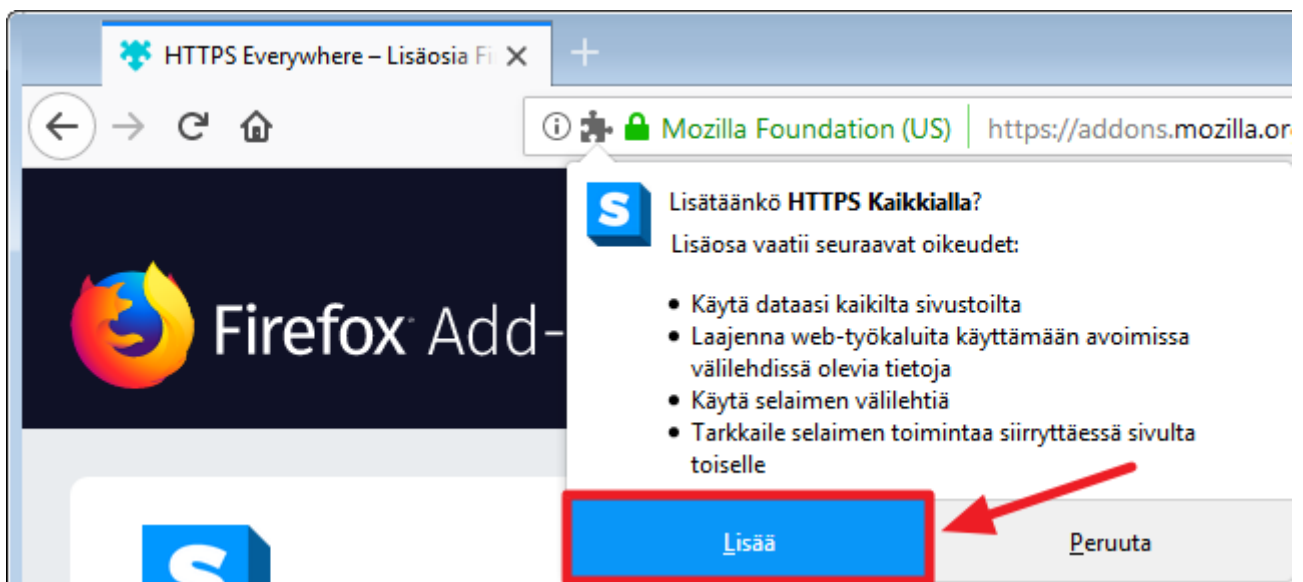 HTTPS Everywhere – Lisäosia Fi
Mozilla Foundation (US) https://addons.mozilla.or
Lisätäänkö HTTPS Kaikkialla?
Lisäosa vaatii seuraavat oikeudet:
• Käytä dataasi kaikilta sivustoilta
• Laajenna web-työkaluita käyttämään avoimissa
välilehdissä olevia tietoja
• Käytä selaimen välilehtiä
• Tarkkaile selaimen toimintaa siirryttäessä sivulta
toiselle
Lisää Peruuta
Firefox Add-
S
S